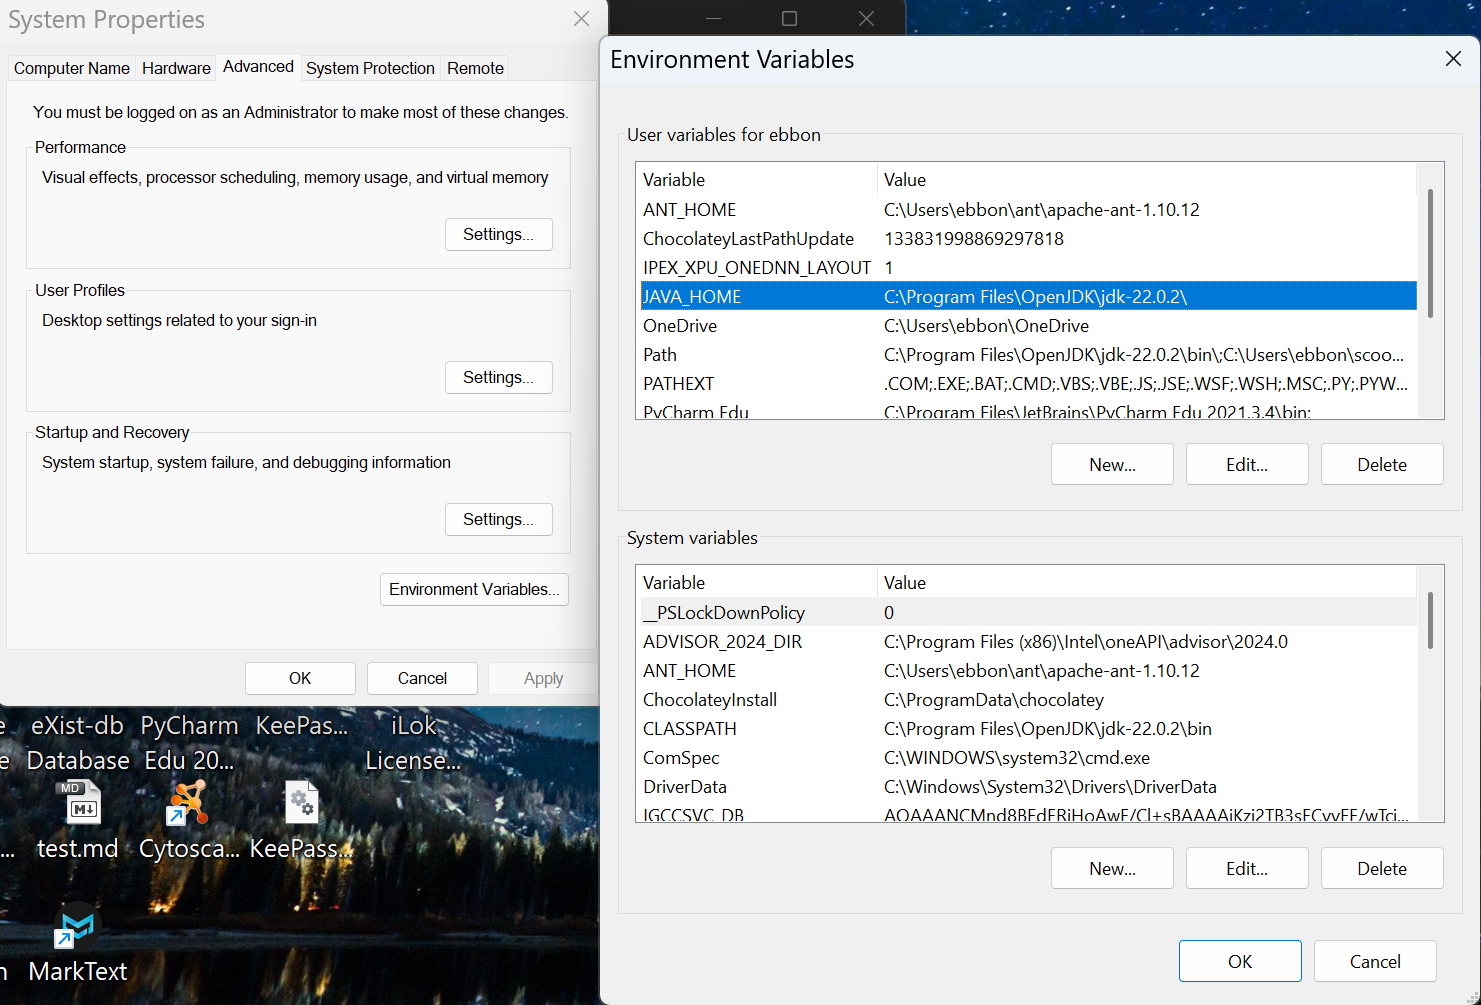 System Properties
Computer Name
Hardware
Advanced
System Protection
Remote
You must be logged on as an Administrator to make most of these changes.
Performance
Visual effects, processor scheduling, memory usage, and virtual memory
Settings...
User Profiles
Desktop settings related to your sign-in
Settings...
Startup and Recovery
System startup, system failure, and debugging information
Settings...
Environment Variables...
OK
Cancel
Apply
eXist-db
Database
PyCharm
Edu 20...
KeePas...
iLok
License...
MD
M
test.md
Cytosca...
KeePass...
MarkText
Environment Variables
User variables for ebbon
Variable Value
ANT_HOME C:\Users\ebbon\ant\apache-ant-1.10.12
ChocolateyLastPathUpdate 133831998869297818
IPEX_XPU_ONEDNN_LAYOUT 1
JAVA_HOME C:\Program Files\OpenJDK\jdk-22.0.2\
OneDrive C:\Users\ebbon\OneDrive
Path C:\Program Files\OpenJDK\jdk-22.0.2\bin\;C:\Users\ebbon\scoo...
PATHEXT .COM;.EXE;.BAT;.CMD;.VBS;.VBE;.JS;.JSE;.WSF;.WSH;.MSC;.PY;.PYW...
PyCharm Edu C:\Program Files\JetBrains\PyCharm Edu 2021.3.4\bin;
New...
Edit...
Delete
System variables
Variable Value
__PSLockDownPolicy 0
ADVISOR_2024_DIR C:\Program Files (x86)\Intel\oneAPI\advisor\2024.0
ANT_HOME C:\Users\ebbon\ant\apache-ant-1.10.12
ChocolateyInstall C:\ProgramData\chocolatey
CLASSPATH C:\Program Files\OpenJDK\jdk-22.0.2\bin
ComSpec C:\WINDOWS\system32\cmd.exe
DriverData C:\Windows\System32\Drivers\DriverData
IGCCSVC_DB
New...
Edit...
Delete
OK
Cancel